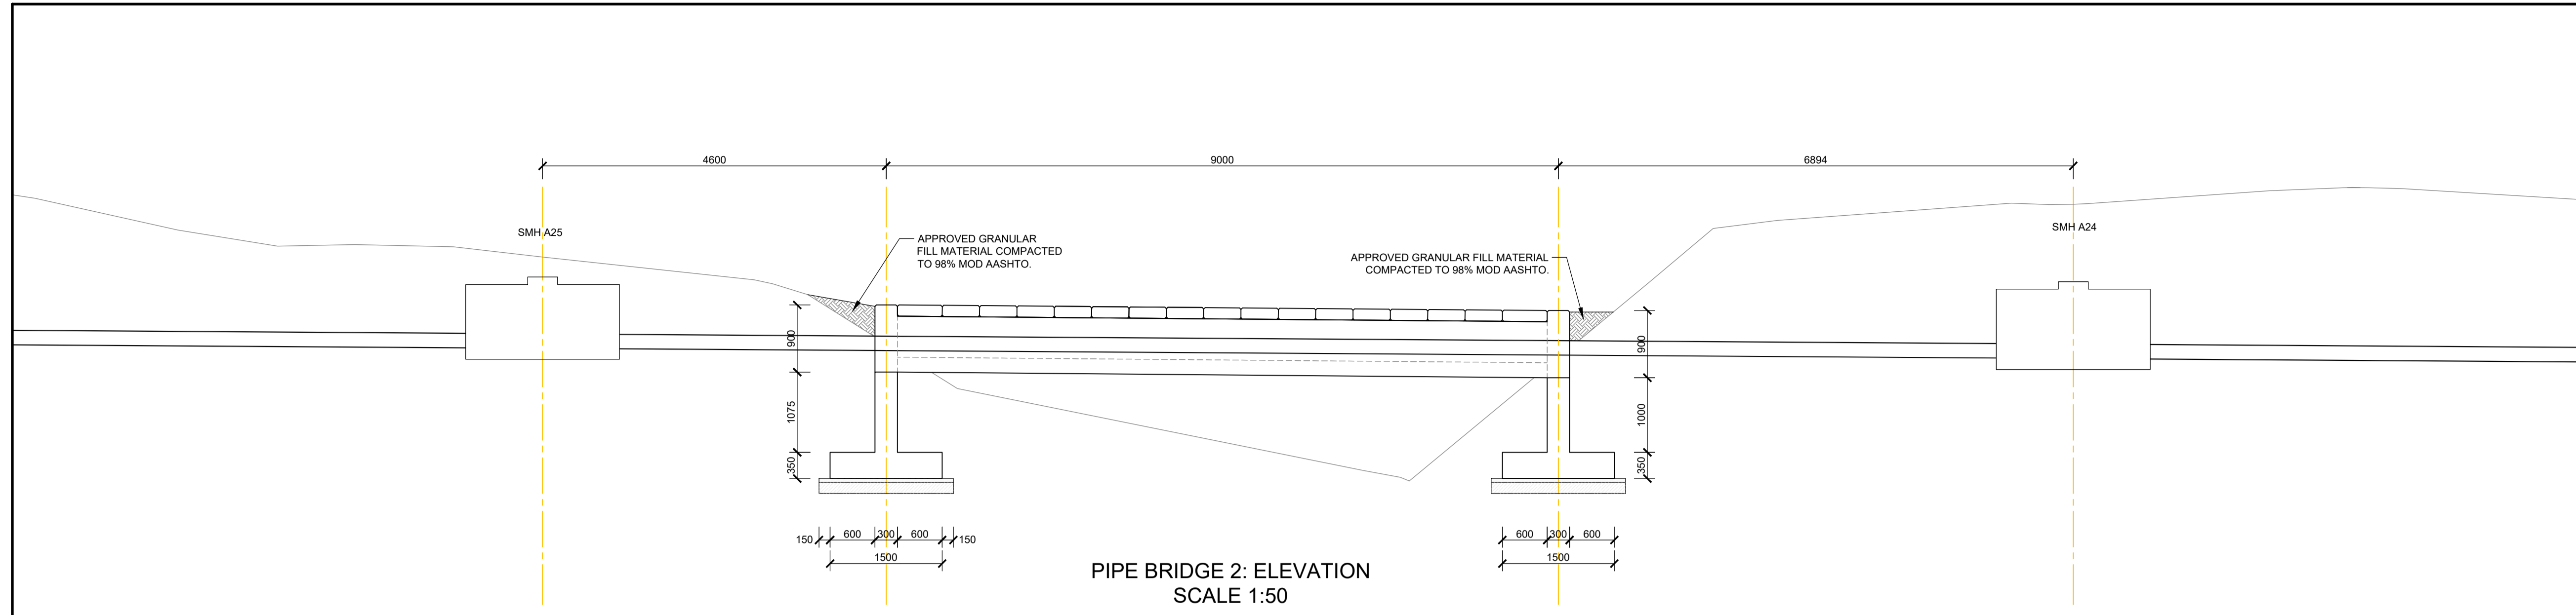 4600
9000
6894
SMH A25
SMH A24
APPROVED GRANULAR
FILL MATERIAL COMPACTED
TO 98% MOD AASHTO.
APPROVED GRANULAR FILL MATERIAL
COMPACTED TO 98% MOD AASHTO.
900
1075
350
900
1000
350
150
600
300
600
150
1500
600
300
600
1500
PIPE BRIDGE 2: ELEVATION
SCALE 1:50